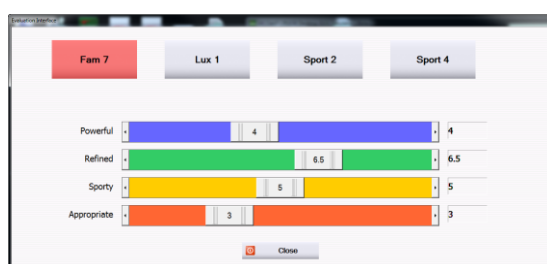 Evaluation Interface
Fam 7 Lux 1 Sport 2 Sport 4
Powerful 4 4
Refined 6.5 6.5
Sporty 5 5
Appropriate 3 3
Close